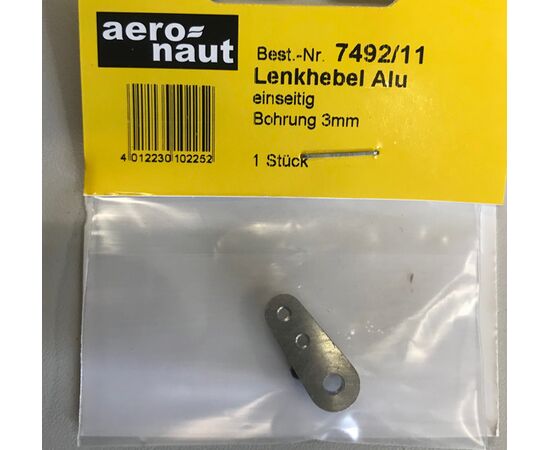 aero=
naut
Best.-Nr. 7492/11
Lenkhebel Alu
einseitig
Bohrung 3mm
1 Stück
4 012230 102252